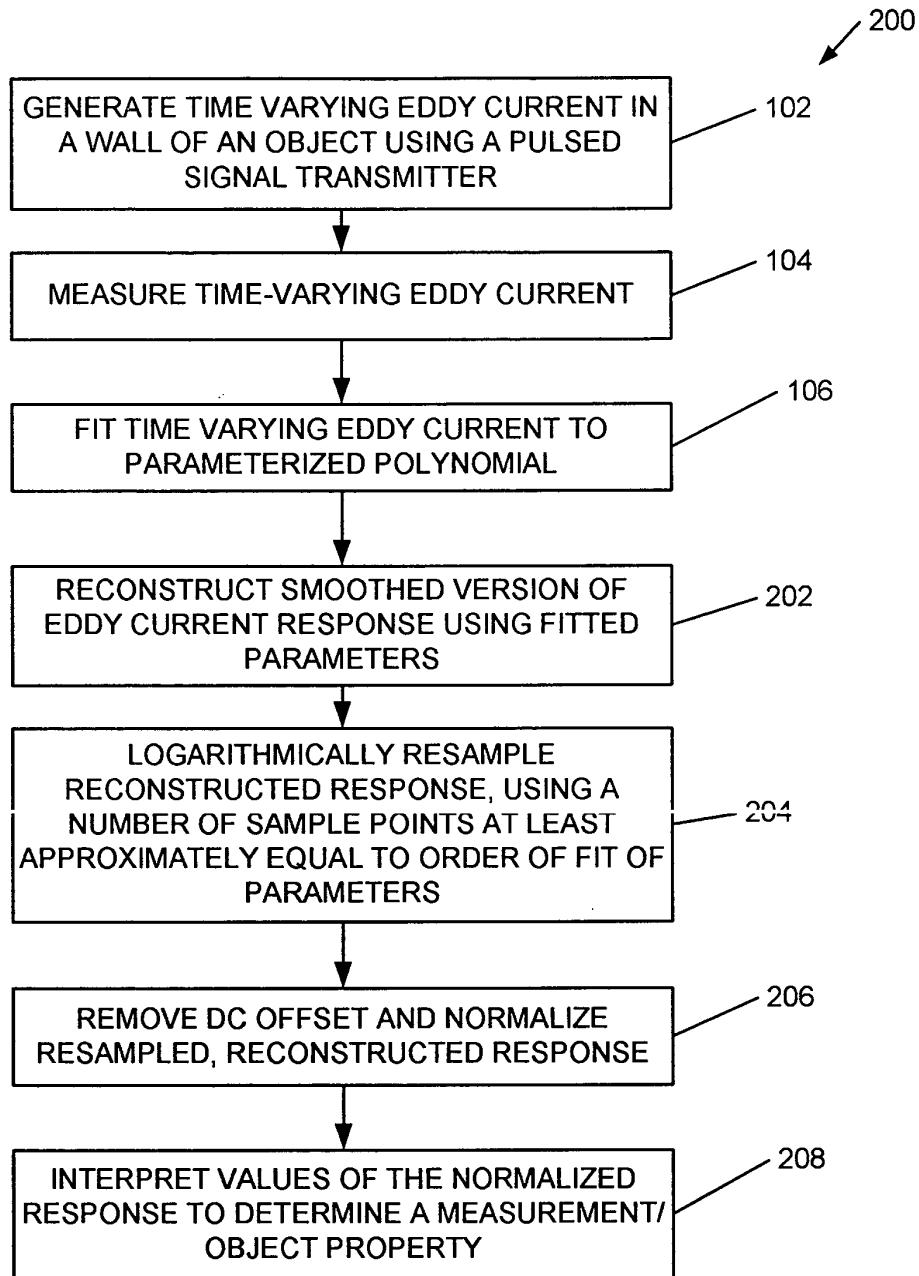 200
GENERATE TIME VARYING EDDY CURRENT IN
A WALL OF AN OBJECT USING A PULSED
SIGNAL TRANSMITTER
102
MEASURE TIME-VARYING EDDY CURRENT
104
FIT TIME VARYING EDDY CURRENT TO
PARAMETERIZED POLYNOMIAL
106
RECONSTRUCT SMOOTHED VERSION OF
EDDY CURRENT RESPONSE USING FITTED
PARAMETERS
202
LOGARITHMICALLY RESAMPLE
RECONSTRUCTED RESPONSE, USING A
NUMBER OF SAMPLE POINTS AT LEAST
APPROXIMATELY EQUAL TO ORDER OF FIT OF
PARAMETERS
204
REMOVE DC OFFSET AND NORMALIZE
RESAMPLED, RECONSTRUCTED RESPONSE
206
INTERPRET VALUES OF THE NORMALIZED
RESPONSE TO DETERMINE A MEASUREMENT/
OBJECT PROPERTY
208